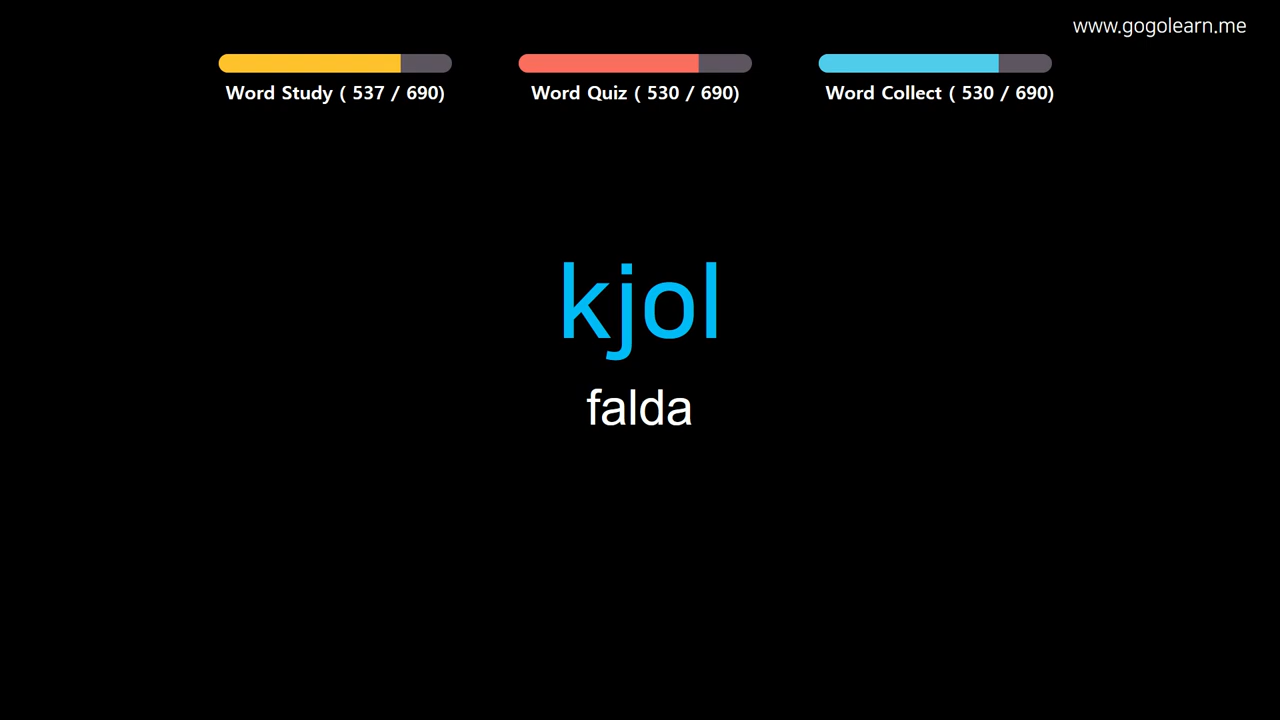 www.gogolearn.me
Word Study ( 537 / 690)
Word Quiz ( 530 / 690)
Word Collect ( 530 / 690)
kjol
falda